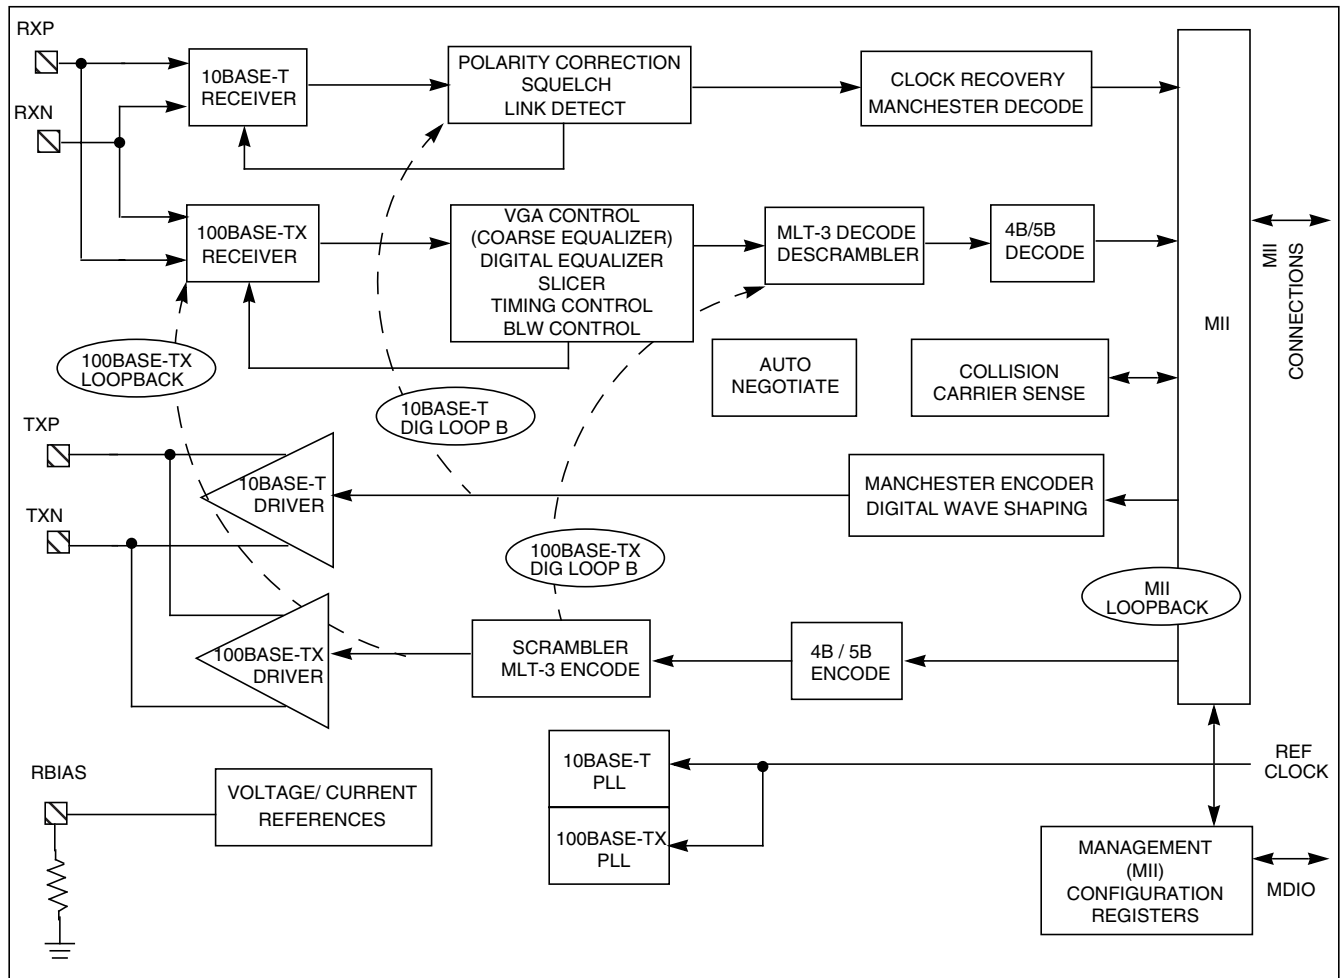 RXP
RXN
10BASE-T
RECEIVER
POLARITY CORRECTION
SQUELCH
LINK DETECT
CLOCK RECOVERY
MANCHESTER DECODE
100BASE-TX
RECEIVER
VGA CONTROL
(COARSE EQUALIZER)
DIGITAL EQUALIZER
SLICER
TIMING CONTROL
BLW CONTROL
MLT-3 DECODE
DESCRAMBLER
4B/5B
DECODE
MII
MII
CONNECTIONS
100BASE-TX
LOOPBACK
10BASE-T
DIG LOOP B
AUTO
NEGOTIATE
COLLISION
CARRIER SENSE
TXP
TXN
10BASE-T
DRIVER
MANCHESTER ENCODER
DIGITAL WAVE SHAPING
100BASE-TX
DIG LOOP B
MII
LOOPBACK
100BASE-TX
DRIVER
SCRAMBLER
MLT-3 ENCODE
4B / 5B
ENCODE
RBIAS
VOLTAGE/ CURRENT
REFERENCES
10BASE-T
PLL
100BASE-TX
PLL
REF
CLOCK
MANAGEMENT
(MII)
CONFIGURATION
REGISTERS
MDIO